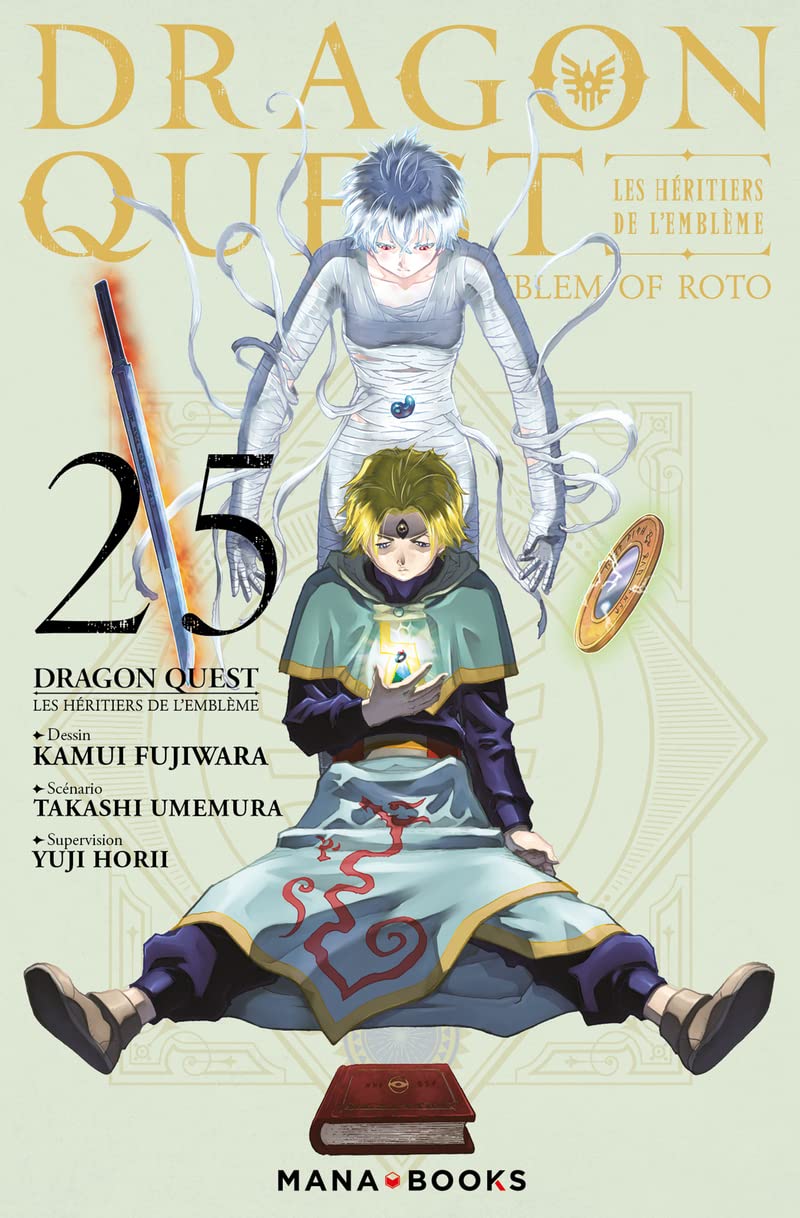 DRAGON
QUEST
LES HÉRITIERS
DE L'EMBLÈME
BLEM OF ROTO
25
DRAGON QUEST
LES HÉRITIERS DE L'EMBLÈME
Dessin
KAMUI FUJIWARA
Scénario
TAKASHI UMEMURA
Supervision
YUJI HORII
MANA BOOKS